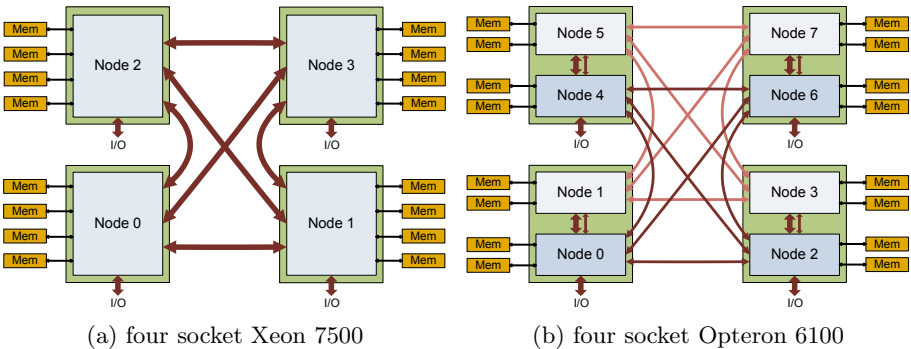 Mem Node 2 Node 3 Mem
Mem Mem
Mem Mem
Mem Mem
I/O I/O
Mem Node 0 Node 1 Mem
Mem Mem
Mem Mem
Mem Mem
I/O I/O
(a) four socket Xeon 7500
Mem Node 5 Node 7 Mem
Mem Mem
Mem Node 4 Node 6 Mem
Mem Mem
I/O I/O
Mem Node 1 Node 3 Mem
Mem Mem
Mem Node 0 Node 2 Mem
Mem Mem
I/O I/O
(b) four socket Opteron 6100